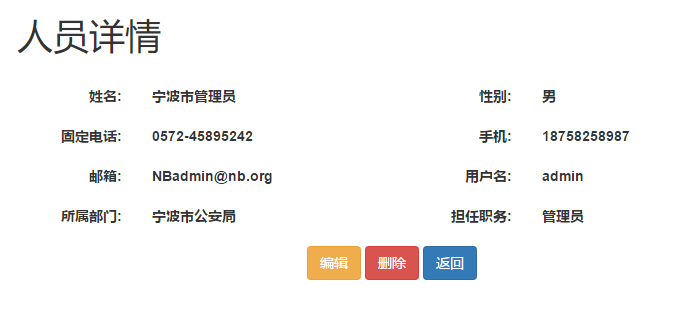 人员详情
姓名: 宁波市管理员 性别: 男
固定电话: 0572-45895242 手机: 18758258987
邮箱: NBadmin@nb.org 用户名: admin
所属部门: 宁波市公安局 担任职务: 管理员
编辑 删除 返回